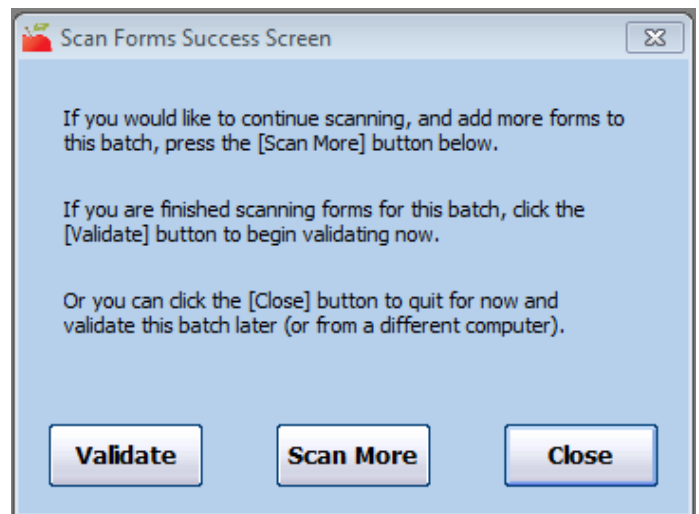 Scan Forms Success Screen
If you would like to continue scanning, and add more forms to
this batch, press the [Scan More] button below.
If you are finished scanning forms for this batch, click the
[Validate] button to begin validating now.
Or you can click the [Close] button to quit for now and
validate this batch later (or from a different computer).
Validate Scan More Close